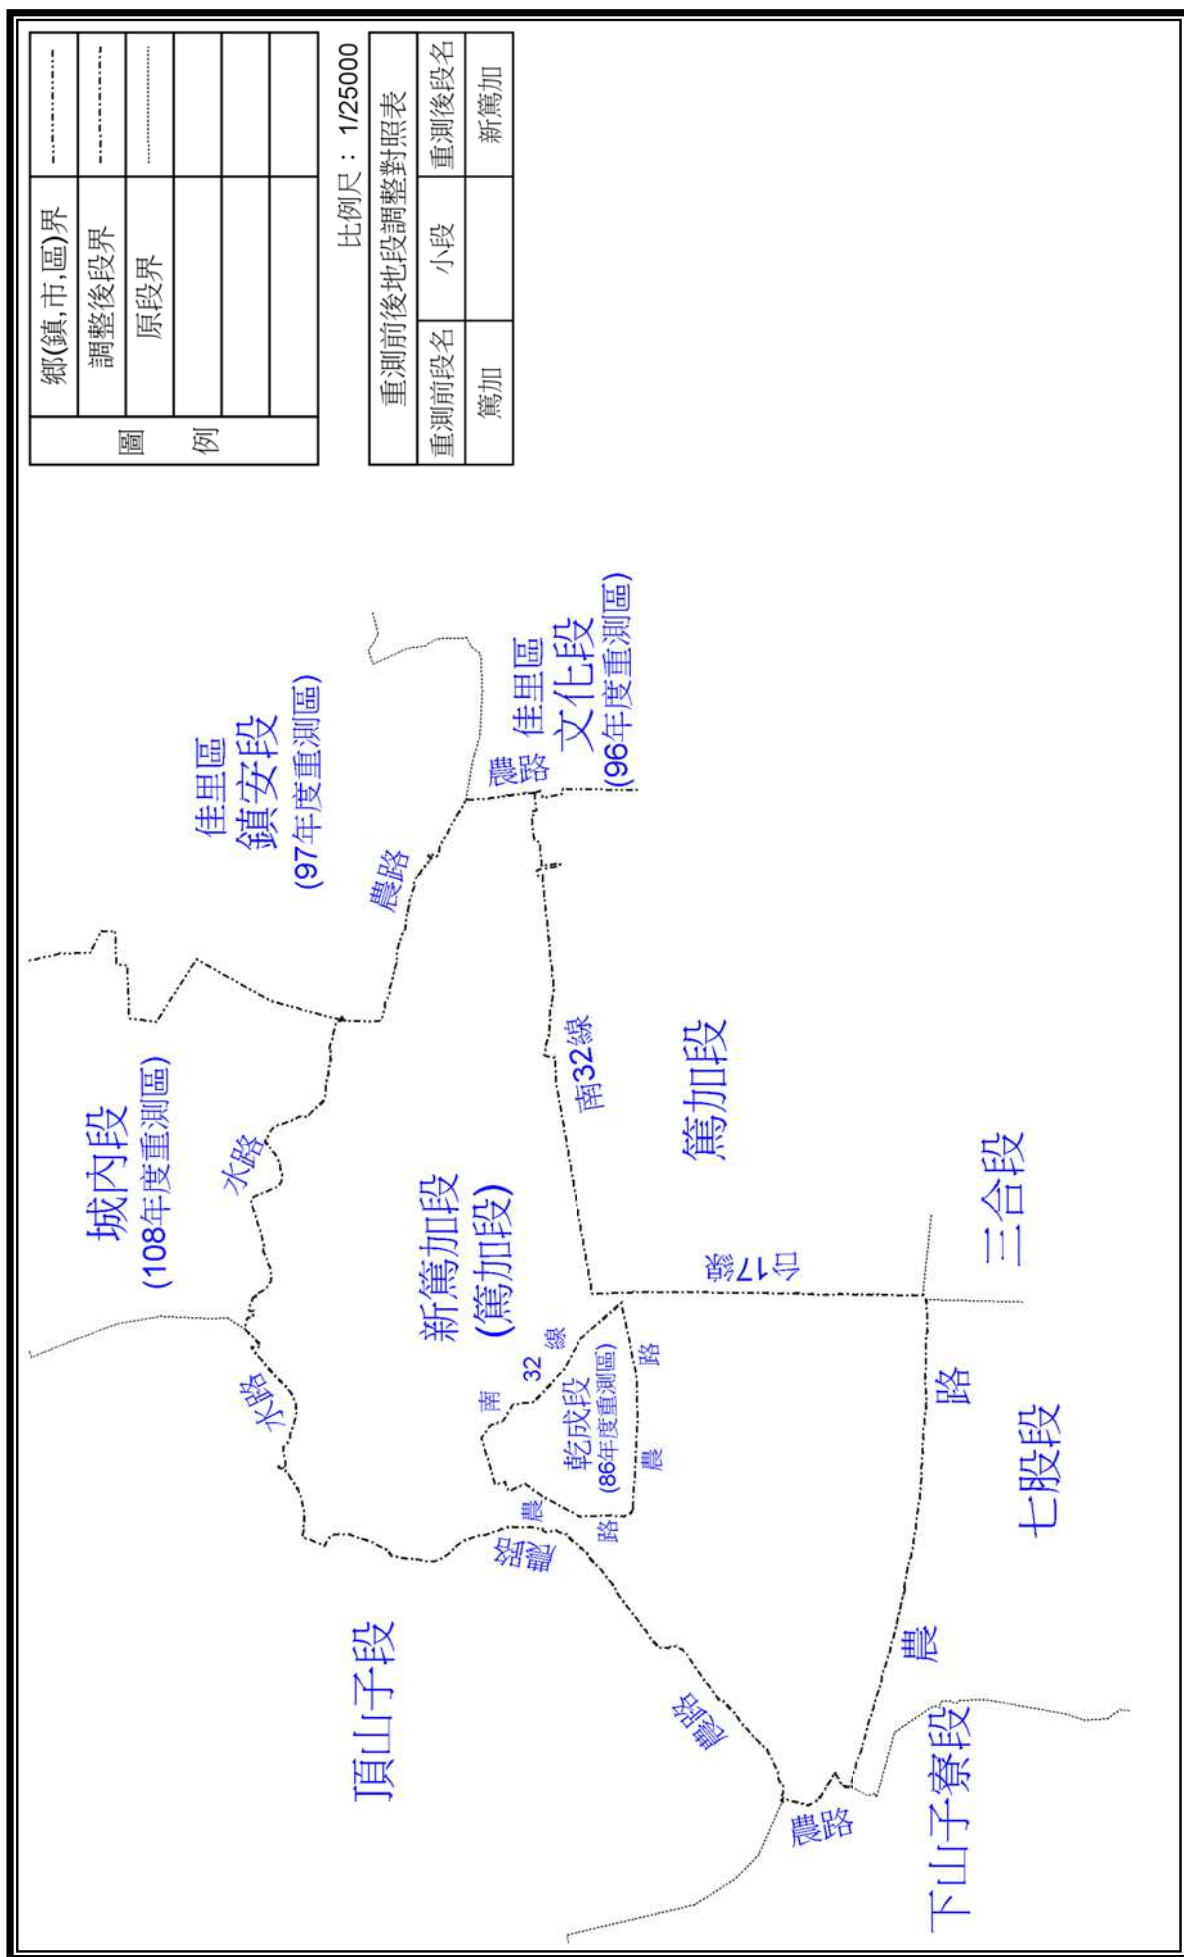 圖例
鄉(鎮,市,區)界
調整後段界
原段界
比例尺：1/25000
重測前後地段調整對照表
重測前段名 小段 重測後段名
篤加 新篤加
城內段
(108年度重測區)
佳里區
鎮安段
(97年度重測區)
水路
水路
農路
農路
佳里區
文化段
(96年度重測區)
頂山子段
新篤加段
(篤加段)
南32線
南32線
乾成段
(86年度重測區)
農路
農路
農路
篤加段
台17線
農路
農路
農路
三合段
七股段
下山子寮段